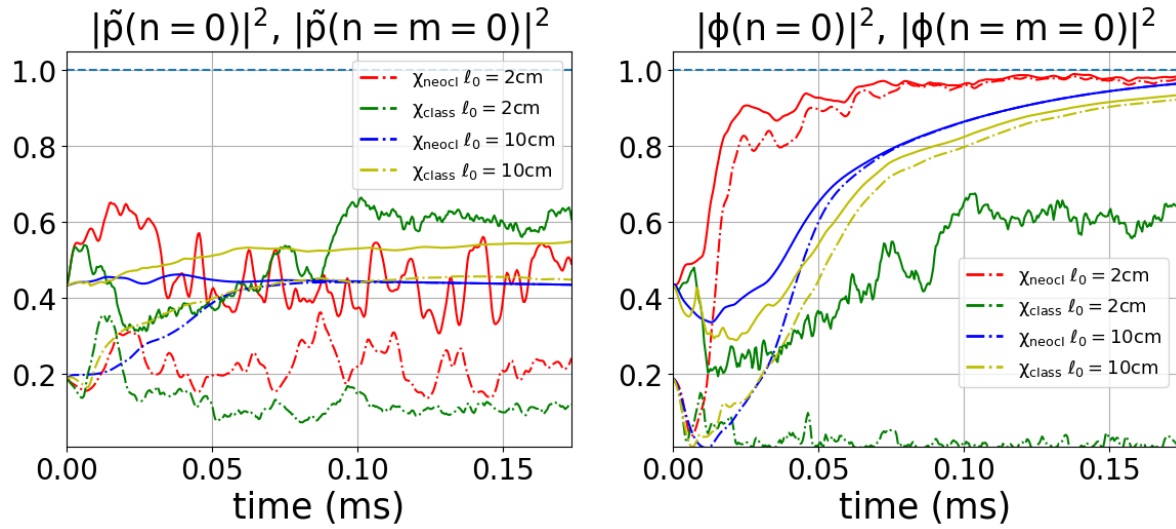 |p̃(n = 0)|², |p̃(n = m = 0)|²
1.0
0.8
0.6
0.4
0.2
0.00
0.05
0.10
0.15
time (ms)
χneocl ℓ₀ = 2cm
χclass ℓ₀ = 2cm
χneocl ℓ₀ = 10cm
χclass ℓ₀ = 10cm
|ϕ(n = 0)|², |ϕ(n = m = 0)|²
1.0
0.8
0.6
0.4
0.2
0.00
0.05
0.10
0.15
time (ms)
χneocl ℓ₀ = 2cm
χclass ℓ₀ = 2cm
χneocl ℓ₀ = 10cm
χclass ℓ₀ = 10cm